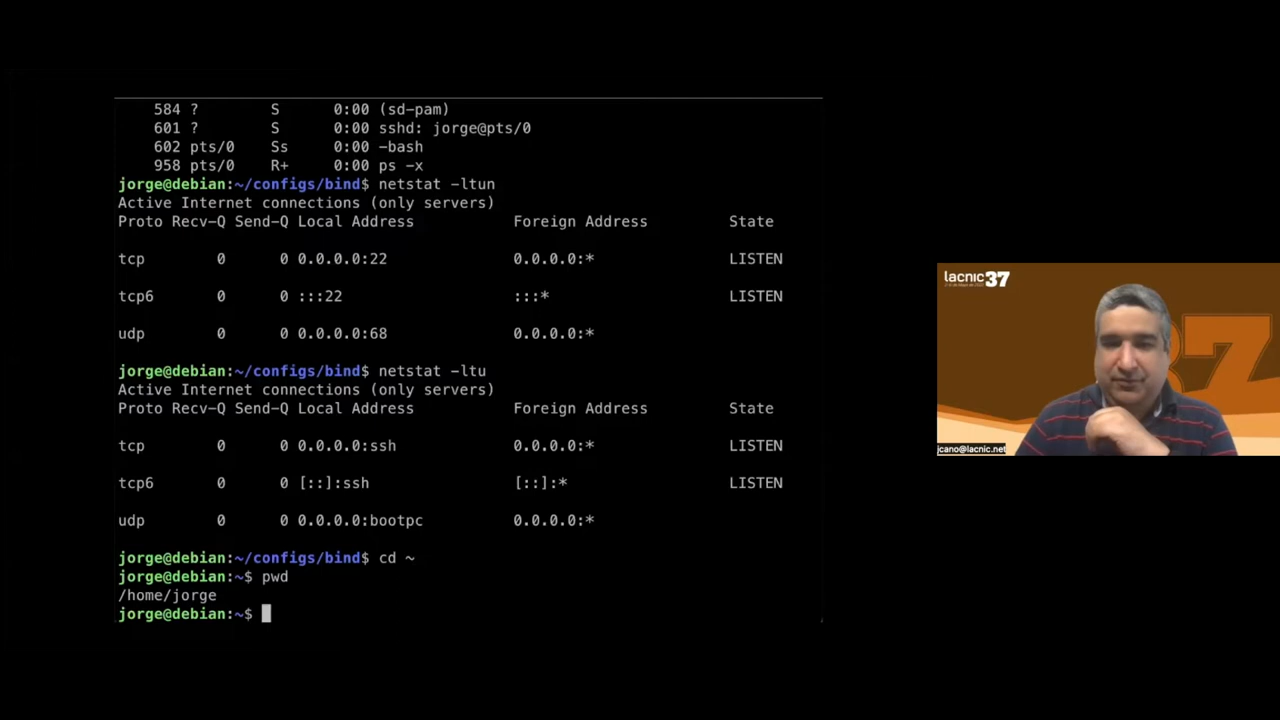 584 ?        S      0:00 (sd-pam)
601 ?        S      0:00 sshd: jorge@pts/0
602 pts/0    Ss     0:00 -bash
958 pts/0    R+     0:00 ps -x
jorge@debian:~/configs/bind$ netstat -ltun
Active Internet connections (only servers)
Proto Recv-Q Send-Q Local Address           Foreign Address         State
tcp        0      0 0.0.0.0:22              0.0.0.0:*               LISTEN
tcp6       0      0 :::22                   :::*                    LISTEN
udp        0      0 0.0.0.0:68              0.0.0.0:*
jorge@debian:~/configs/bind$ netstat -ltu
Active Internet connections (only servers)
Proto Recv-Q Send-Q Local Address           Foreign Address         State
tcp        0      0 0.0.0.0:ssh             0.0.0.0:*               LISTEN
tcp6       0      0 [::]:ssh                [::]:*                  LISTEN
udp        0      0 0.0.0.0:bootpc          0.0.0.0:*
jorge@debian:~/configs/bind$ cd ~
jorge@debian:~$ pwd
/home/jorge
jorge@debian:~$
lacnic 37
37
jcano@lacnic.net